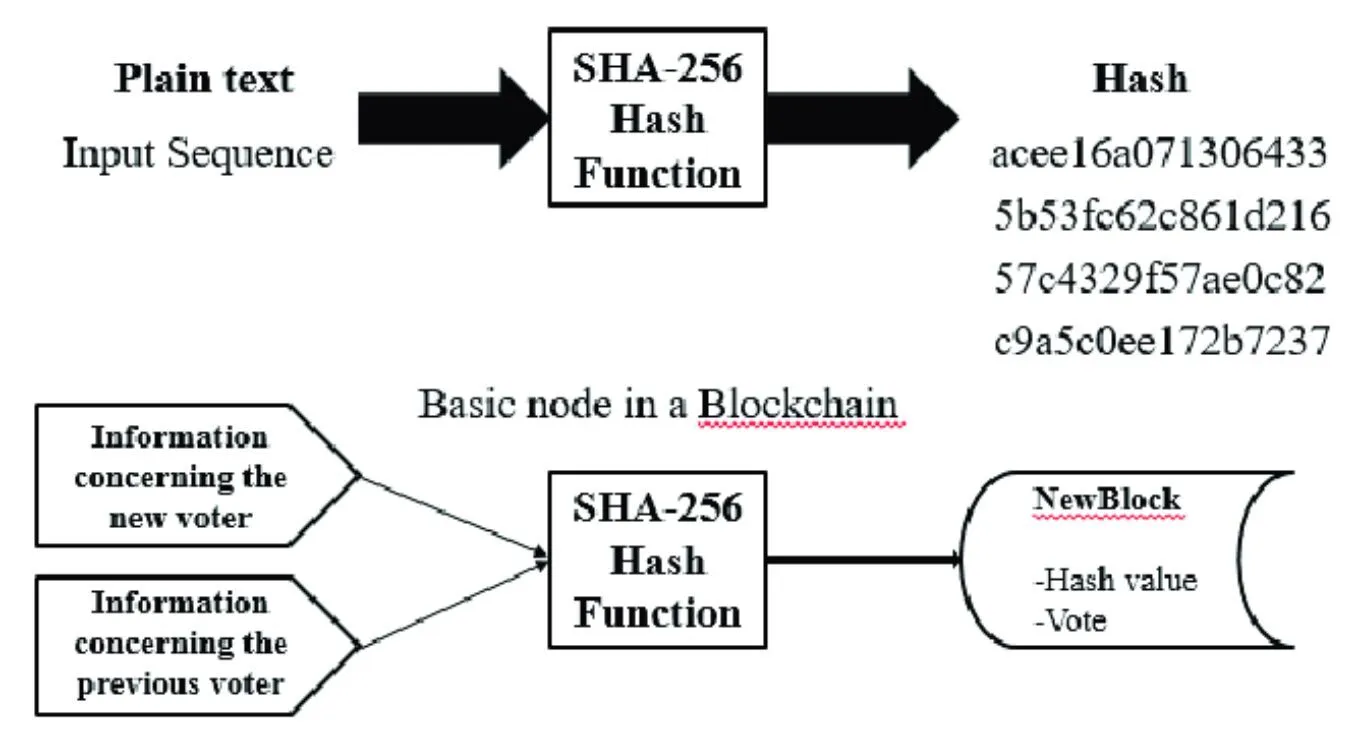 Plain text
Input Sequence
SHA-256
Hash
Function
Hash
acee16a071306433
5b53fc62c861d216
57c4329f57ae0c82
c9a5c0ee172b7237
Basic node in a Blockchain
Information
concerning the
new voter
Information
concerning the
previous voter
SHA-256
Hash
Function
NewBlock
-Hash value
-Vote